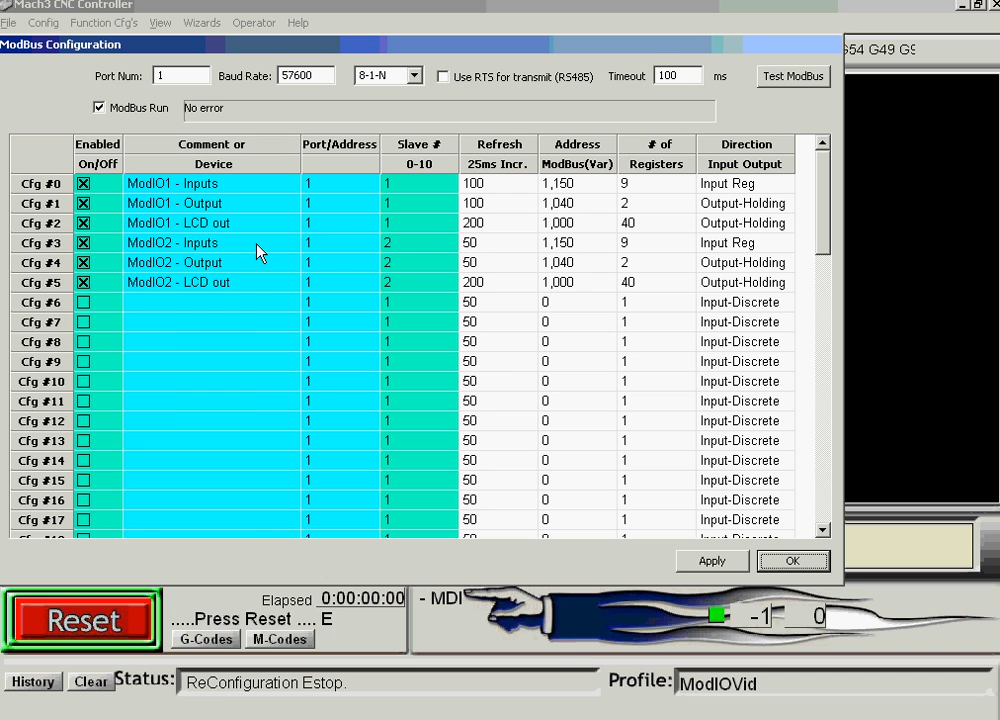 Mach3 CNC Controller
File Config Function Cfg's View Wizards Operator Help
ModBus Configuration
Port Num: 1 Baud Rate: 57600 8-1-N Use RTS for transmit (RS485) Timeout 100 ms Test ModBus
ModBus Run No error
Enabled Comment or Port/Address Slave # Refresh Address # of Direction
On/Off Device 0-10 25ms Incr. ModBus(Var) Registers Input Output
Cfg #0 ModIO1 - Inputs 1 1 100 1,150 9 Input Reg
Cfg #1 ModIO1 - Output 1 1 100 1,040 2 Output-Holding
Cfg #2 ModIO1 - LCD out 1 1 200 1,000 40 Output-Holding
Cfg #3 ModIO2 - Inputs 1 2 50 1,150 9 Input Reg
Cfg #4 ModIO2 - Output 1 2 50 1,040 2 Output-Holding
Cfg #5 ModIO2 - LCD out 1 2 200 1,000 40 Output-Holding
Cfg #6 1 1 50 0 1 Input-Discrete
Cfg #7 1 1 50 0 1 Input-Discrete
Cfg #8 1 1 50 0 1 Input-Discrete
Cfg #9 1 1 50 0 1 Input-Discrete
Cfg #10 1 1 50 0 1 Input-Discrete
Cfg #11 1 1 50 0 1 Input-Discrete
Cfg #12 1 1 50 0 1 Input-Discrete
Cfg #13 1 1 50 0 1 Input-Discrete
Cfg #14 1 1 50 0 1 Input-Discrete
Cfg #15 1 1 50 0 1 Input-Discrete
Cfg #16 1 1 50 0 1 Input-Discrete
Cfg #17 1 1 50 0 1 Input-Discrete
Apply OK
G54 G49
Reset
Elapsed 0:00:00:00
.....Press Reset .... E
G-Codes M-Codes
- MDI
-1 0
History Clear Status: ReConfiguration Estop. Profile: ModIOVid